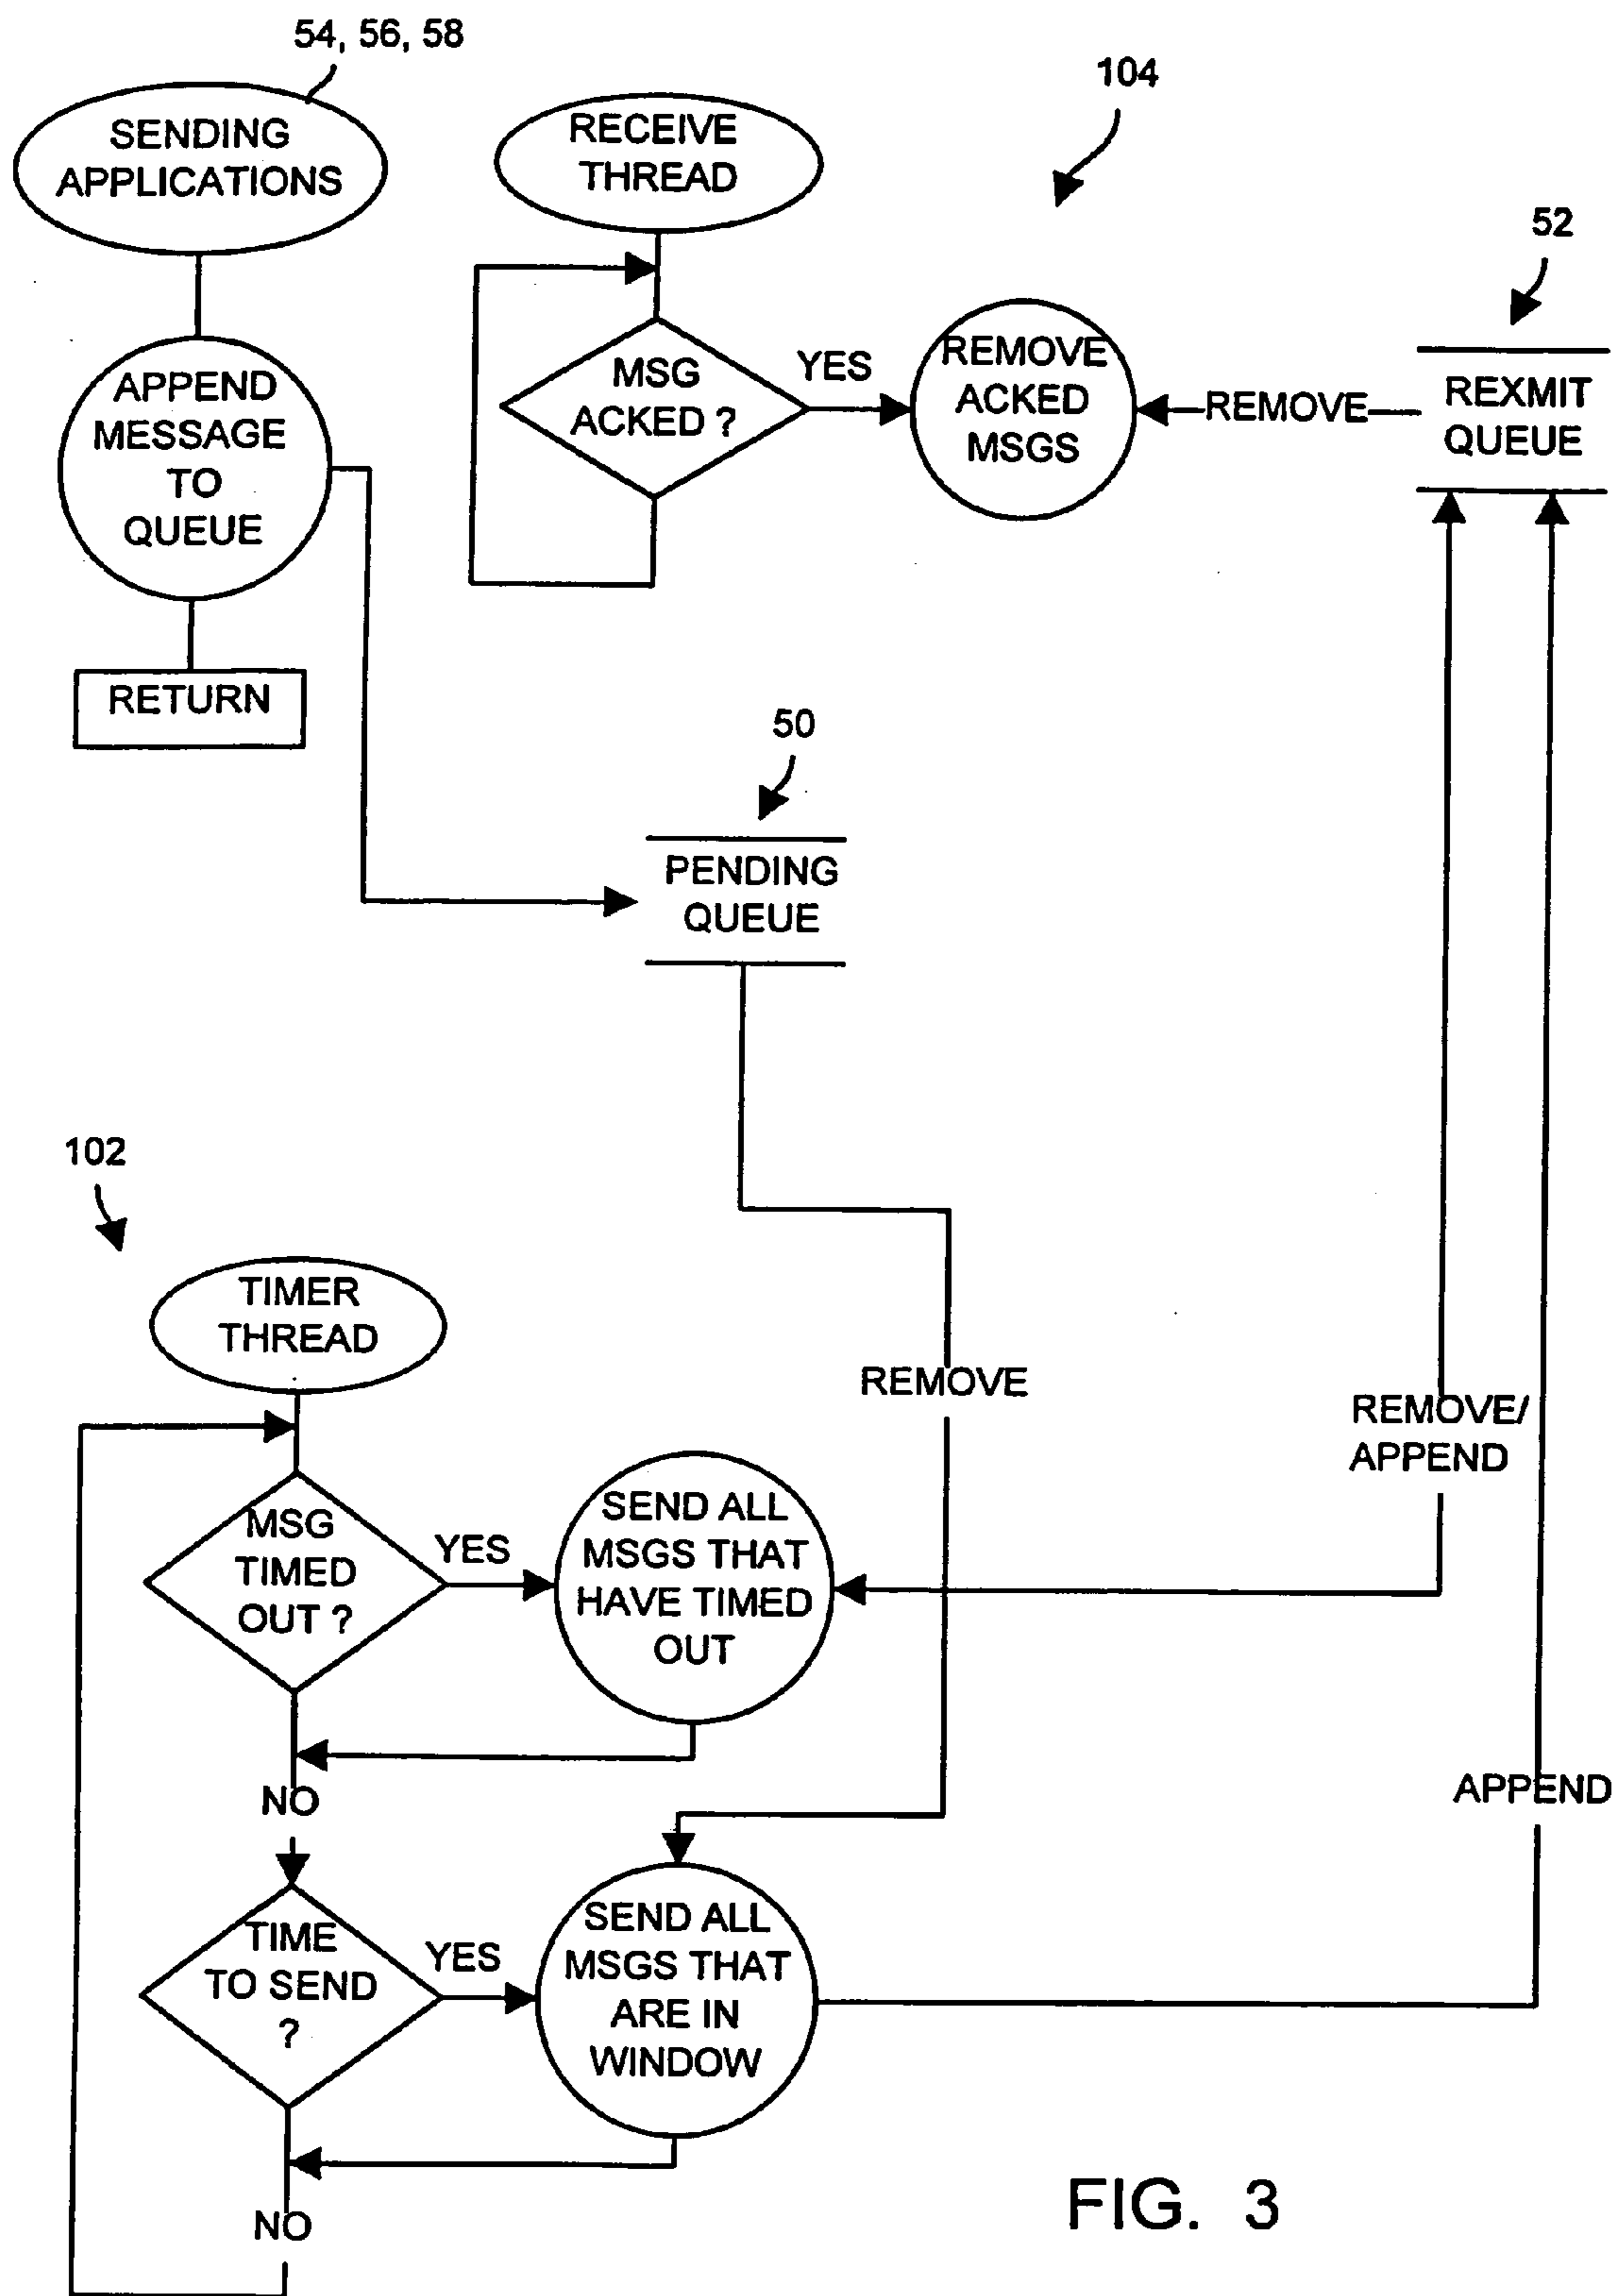 54, 56, 58
SENDING
APPLICATIONS
RECEIVE
THREAD
104
52
APPEND
MESSAGE
TO
QUEUE
MSG
ACKED ?
YES
REMOVE
ACKED
MSGS
REMOVE
REXMIT
QUEUE
RETURN
50
PENDING
QUEUE
102
TIMER
THREAD
REMOVE
REMOVE/
APPEND
MSG
TIMED
OUT ?
YES
SEND ALL
MSGS THAT
HAVE TIMED
OUT
NO
APPEND
TIME
TO SEND
?
YES
SEND ALL
MSGS THAT
ARE IN
WINDOW
NO
FIG. 3